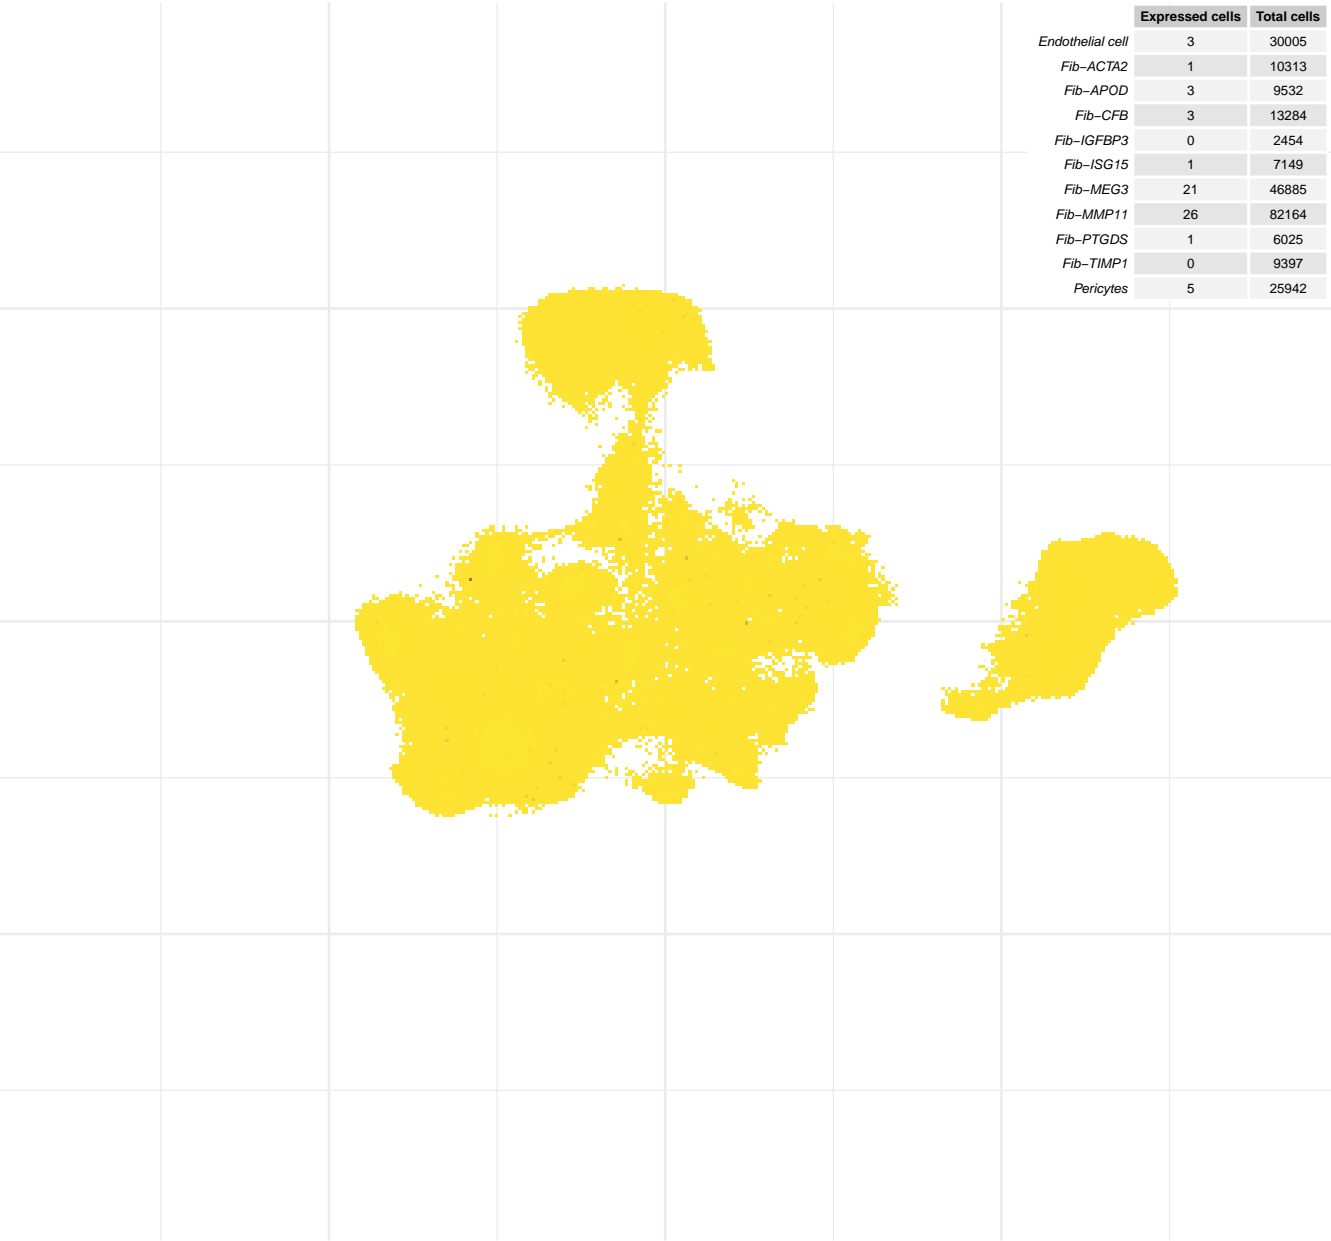 Expressed cells Total cells
Endothelial cell 3 30005
Fib−ACTA2 1 10313
Fib−APOD 3 9532
Fib−CFB 3 13284
Fib−IGFBP3 0 2454
Fib−ISG15 1 7149
Fib−MEG3 21 46885
Fib−MMP11 26 82164
Fib−PTGDS 1 6025
Fib−TIMP1 0 9397
Pericytes 5 25942